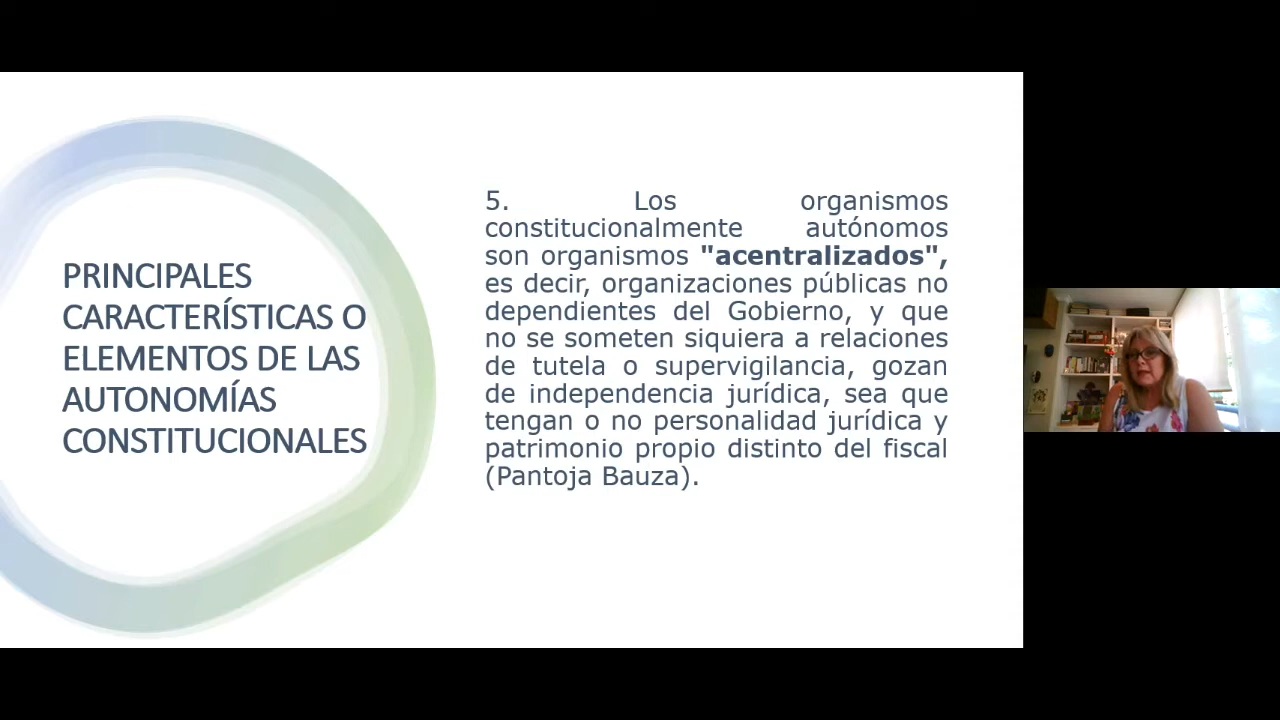 PRINCIPALES
CARACTERÍSTICAS O
ELEMENTOS DE LAS
AUTONOMÍAS
CONSTITUCIONALES
5. Los organismos
constitucionalmente autónomos
son organismos "acentralizados",
es decir, organizaciones públicas no
dependientes del Gobierno, y que
no se someten siquiera a relaciones
de tutela o supervigilancia, gozan
de independencia jurídica, sea que
tengan o no personalidad jurídica y
patrimonio propio distinto del fiscal
(Pantoja Bauza).